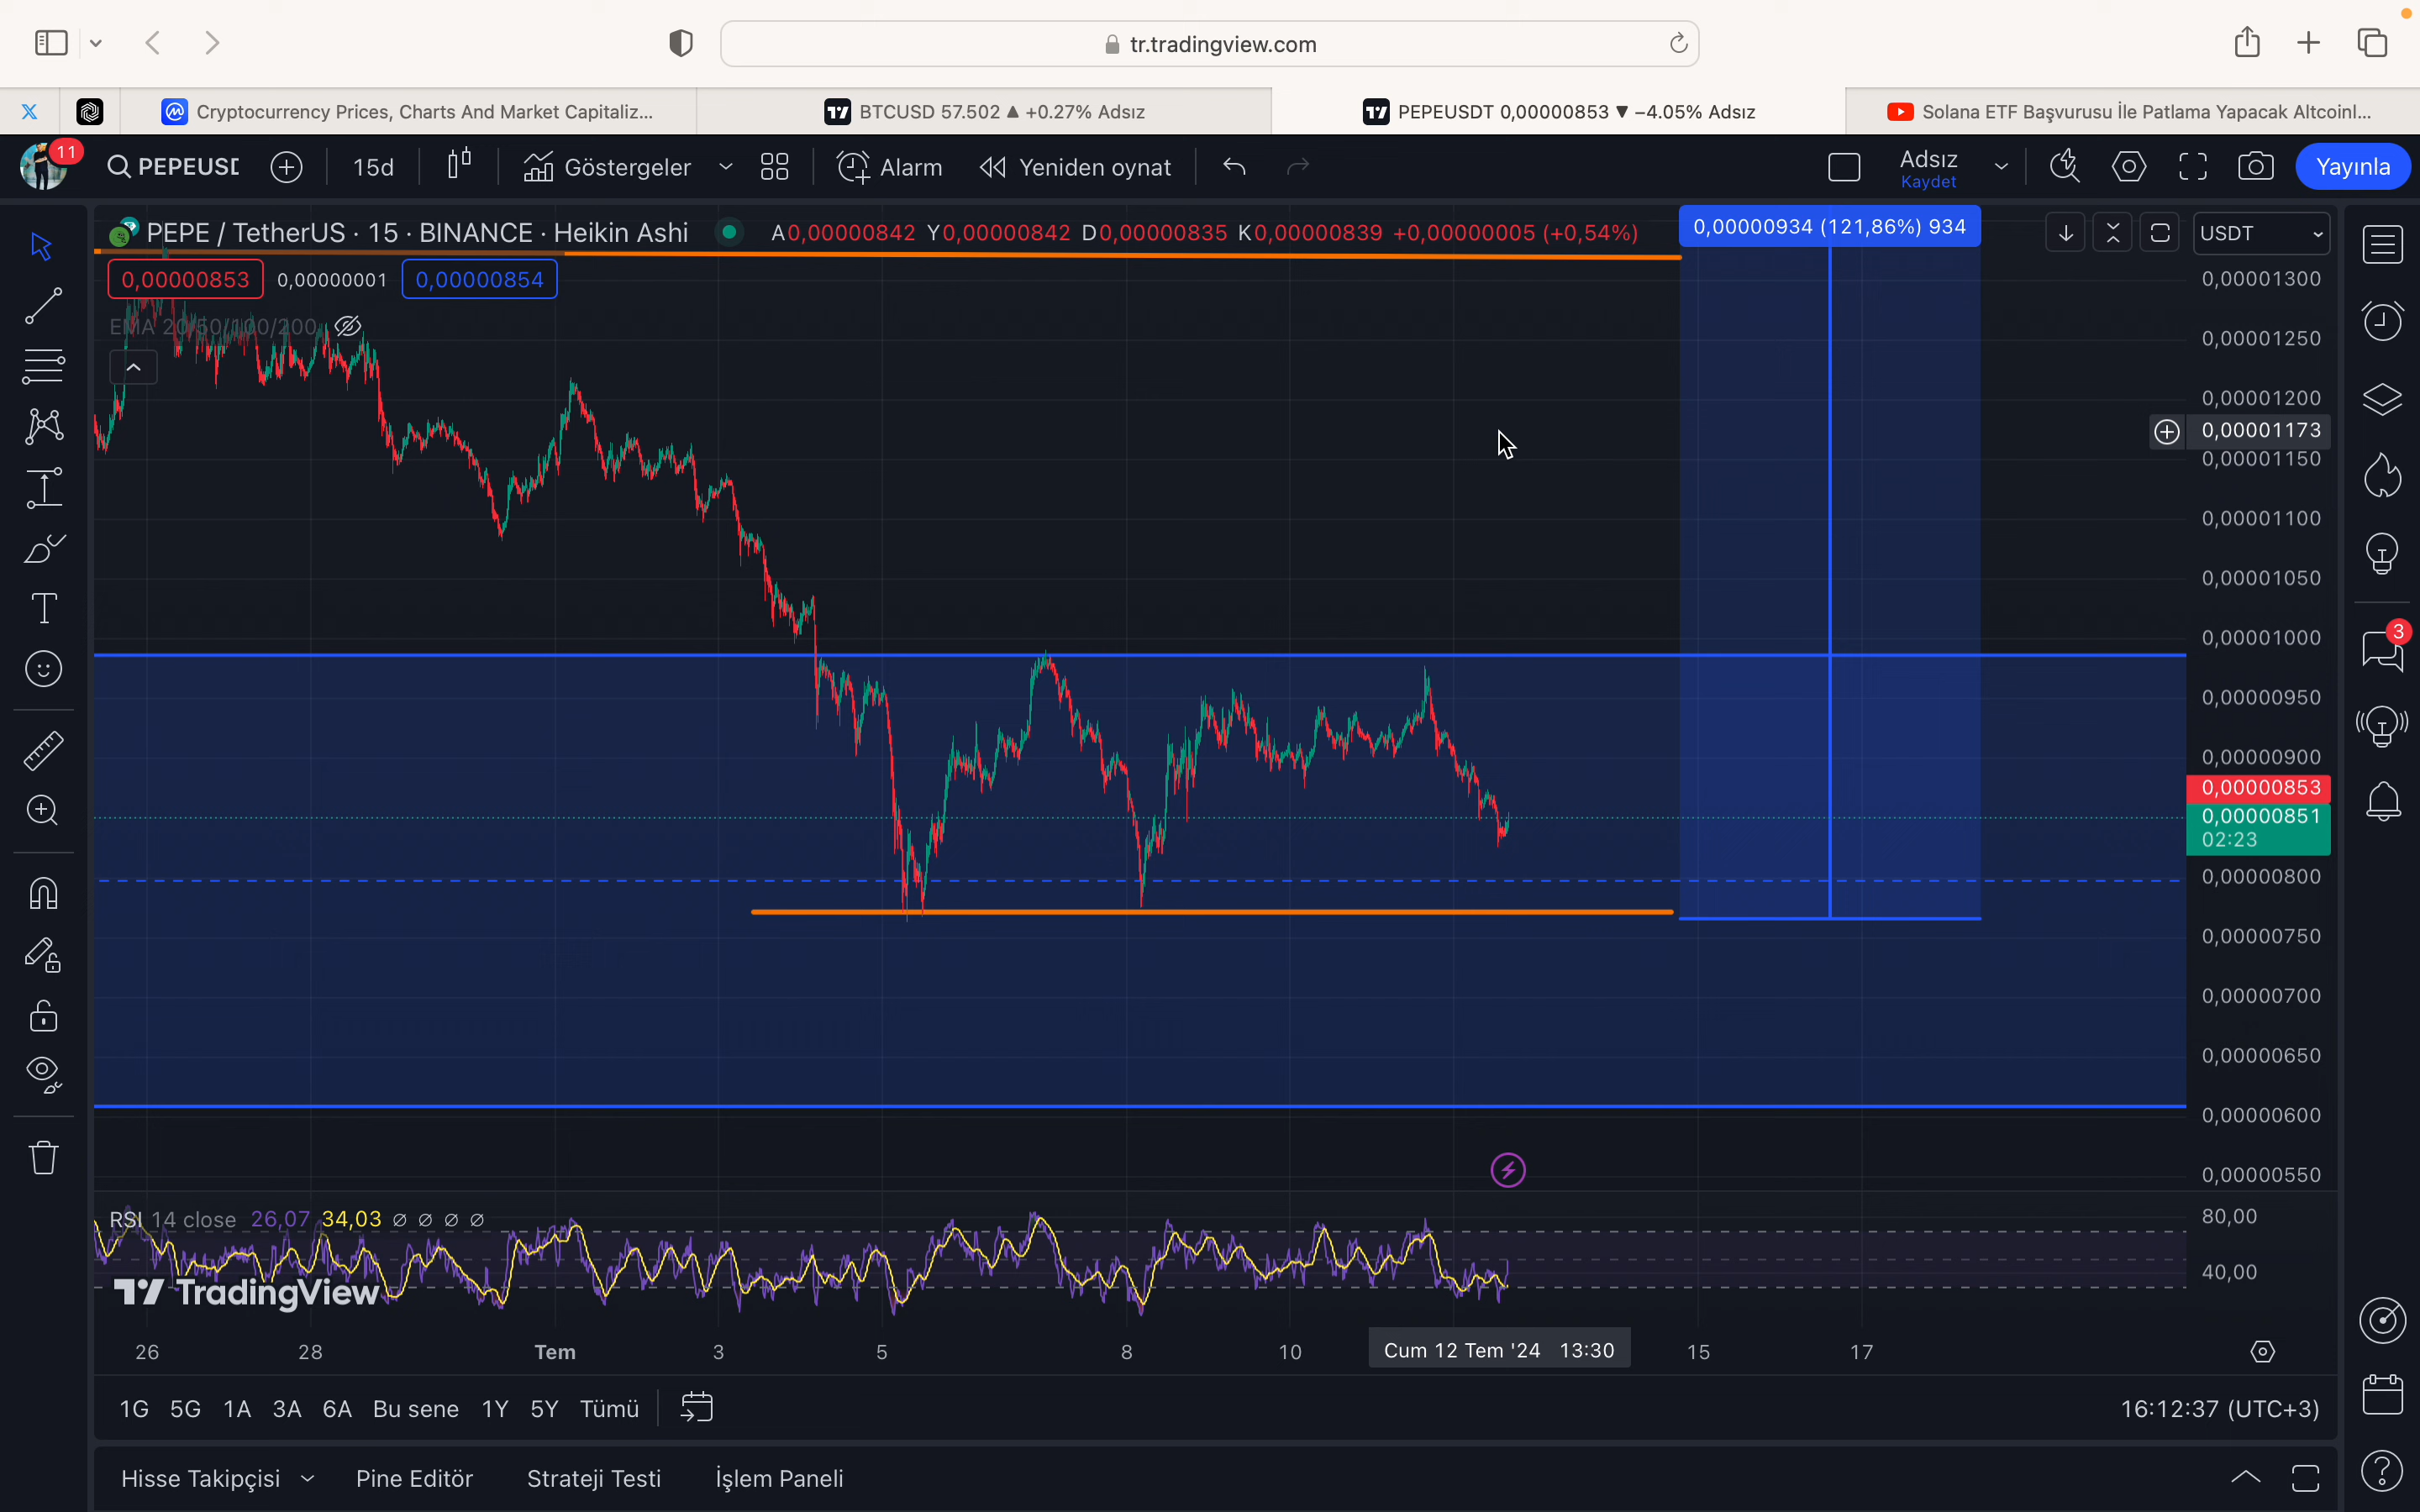 tr.tradingview.com
Cryptocurrency Prices, Charts And Market Capitaliz...
BTCUSD 57.502 ▲ +0.27% Adsız
PEPEUSDT 0,00000853 ▼ −4.05% Adsız
Solana ETF Başvurusu İle Patlama Yapacak Altcoinl...
11
PEPEUSD
15d
Göstergeler
Alarm
Yeniden oynat
Adsız
Kaydet
Yayınla
PEPE / TetherUS · 15 · BINANCE · Heikin Ashi
A0,00000842 Y0,00000842 D0,00000835 K0,00000839 +0,00000005 (+0,54%)
0,00000934 (121,86%) 934
USDT
0,00000853
0,00000001
0,00000854
EMA 20/50/100/200
0,00001300
0,00001250
0,00001200
0,00001173
0,00001150
0,00001100
0,00001050
0,00001000
0,00000950
0,00000900
0,00000853
0,00000851
02:23
0,00000800
0,00000750
0,00000700
0,00000650
0,00000600
0,00000550
3
RSI 14 close 26,07 34,03 ∅ ∅ ∅ ∅
80,00
40,00
TradingView
26
28
Tem
3
5
8
10
Cum 12 Tem '24 13:30
15
17
1G 5G 1A 3A 6A Bu sene 1Y 5Y Tümü
16:12:37 (UTC+3)
Hisse Takipçisi
Pine Editör
Strateji Testi
İşlem Paneli